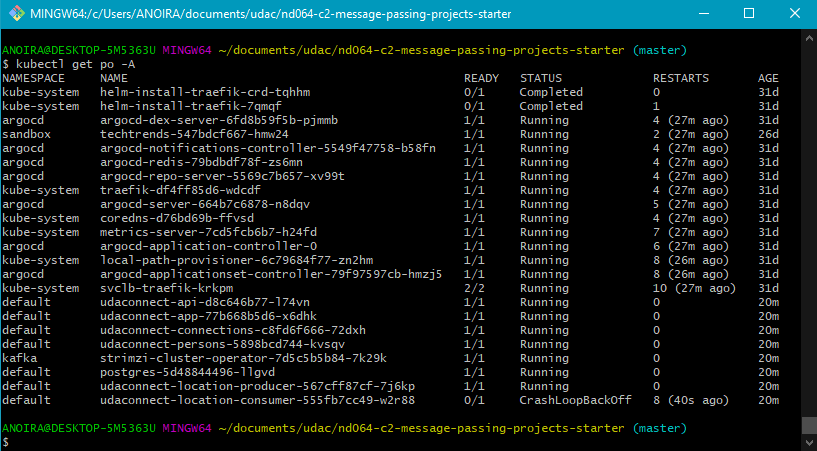 MINGW64:/c/Users/ANOIRA/documents/udac/nd064-c2-message-passing-projects-starter
ANOIRA@DESKTOP-5M5363U MINGW64 ~/documents/udac/nd064-c2-message-passing-projects-starter (master)
$ kubectl get po -A
NAMESPACE NAME READY STATUS RESTARTS AGE
kube-system helm-install-traefik-crd-tqhhm 0/1 Completed 0 31d
kube-system helm-install-traefik-7qmqf 0/1 Completed 1 31d
argocd argocd-dex-server-6fd8b59f5b-pjmmb 1/1 Running 4 (27m ago) 31d
sandbox techtrends-547bdcf667-hmw24 1/1 Running 2 (27m ago) 26d
argocd argocd-notifications-controller-5549f47758-b58fn 1/1 Running 4 (27m ago) 31d
argocd argocd-redis-79bdbdf78f-zs6mn 1/1 Running 4 (27m ago) 31d
argocd argocd-repo-server-5569c7b657-xv99t 1/1 Running 4 (27m ago) 31d
kube-system traefik-df4ff85d6-wdcdf 1/1 Running 4 (27m ago) 31d
argocd argocd-server-664b7c6878-n8dqv 1/1 Running 5 (27m ago) 31d
kube-system coredns-d76bd69b-ffvsd 1/1 Running 4 (27m ago) 31d
kube-system metrics-server-7cd5fcb6b7-h24fd 1/1 Running 7 (27m ago) 31d
argocd argocd-application-controller-0 1/1 Running 6 (27m ago) 31d
kube-system local-path-provisioner-6c79684f77-zn2hm 1/1 Running 8 (26m ago) 31d
argocd argocd-applicationset-controller-79f97597cb-hmzj5 1/1 Running 8 (26m ago) 31d
kube-system svclb-traefik-krkpm 2/2 Running 10 (27m ago) 31d
default udaconnect-api-d8c646b77-l74vn 1/1 Running 0 20m
default udaconnect-app-77b668b5d6-x6dhk 1/1 Running 0 20m
default udaconnect-connections-c8fd6f666-72dxh 1/1 Running 0 20m
default udaconnect-persons-5898bcd744-kvsqv 1/1 Running 0 20m
kafka strimzi-cluster-operator-7d5c5b5b84-7k29k 1/1 Running 0 20m
default postgres-5d48844496-llgvd 1/1 Running 0 20m
default udaconnect-location-producer-567cff87cf-7j6kp 1/1 Running 0 20m
default udaconnect-location-consumer-555fb7cc49-w2r88 0/1 CrashLoopBackOff 8 (40s ago) 20m
ANOIRA@DESKTOP-5M5363U MINGW64 ~/documents/udac/nd064-c2-message-passing-projects-starter (master)
$